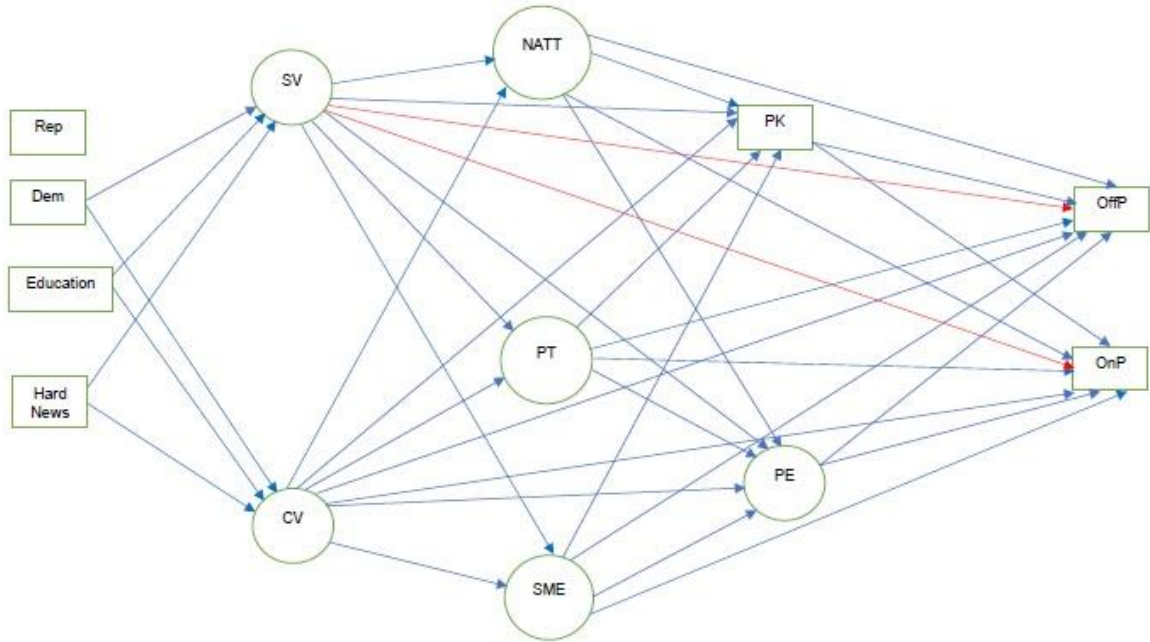 NATT
SV
Rep
PK
Dem
OffP
Education
PT
OnP
Hard
News
PE
CV
SME